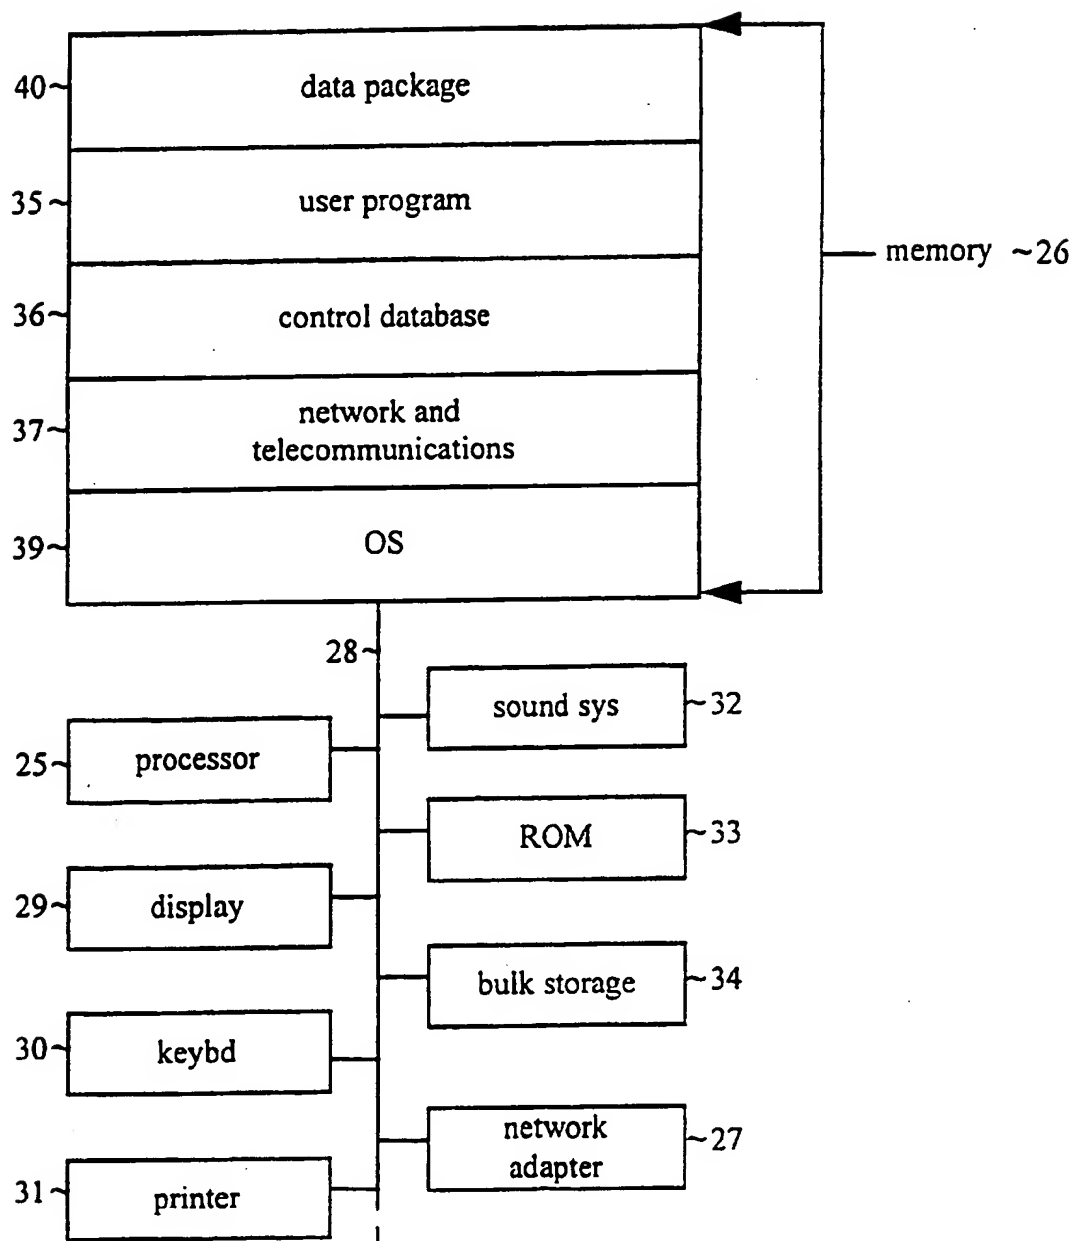 40~ data package
35~ user program
memory ~26
36~ control database
37~ network and
telecommunications
39~ OS
28~
sound sys ~32
25~ processor
ROM ~33
29~ display
bulk storage ~34
30~ keybd
network
adapter ~27
31~ printer